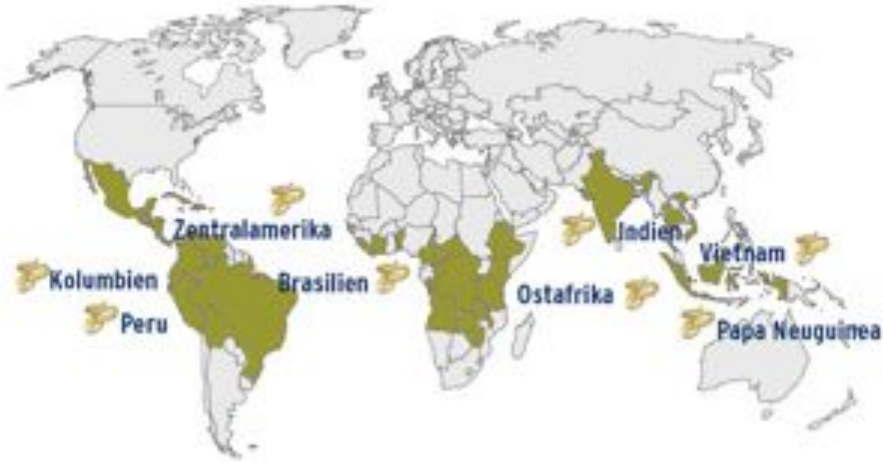 Zentralamerika
Indien
Vietnam
Kolumbien
Brasilien
Ostafrika
Peru
Papa Neuguinea